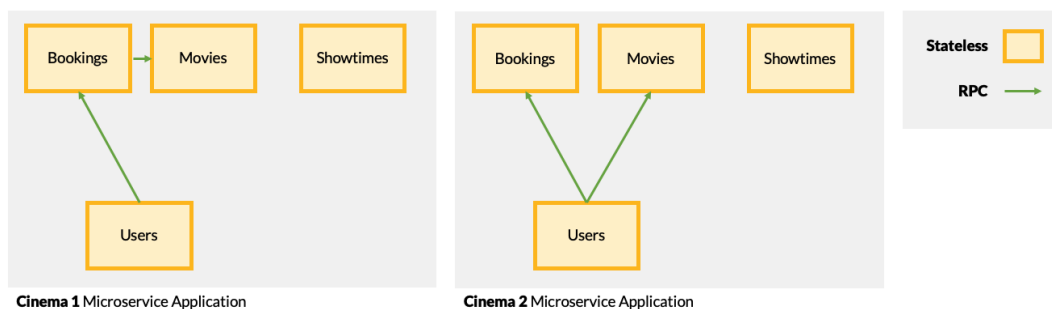 Bookings
Movies
Showtimes
Users
Cinema 1 Microservice Application
Bookings
Movies
Showtimes
Users
Cinema 2 Microservice Application
Stateless
RPC